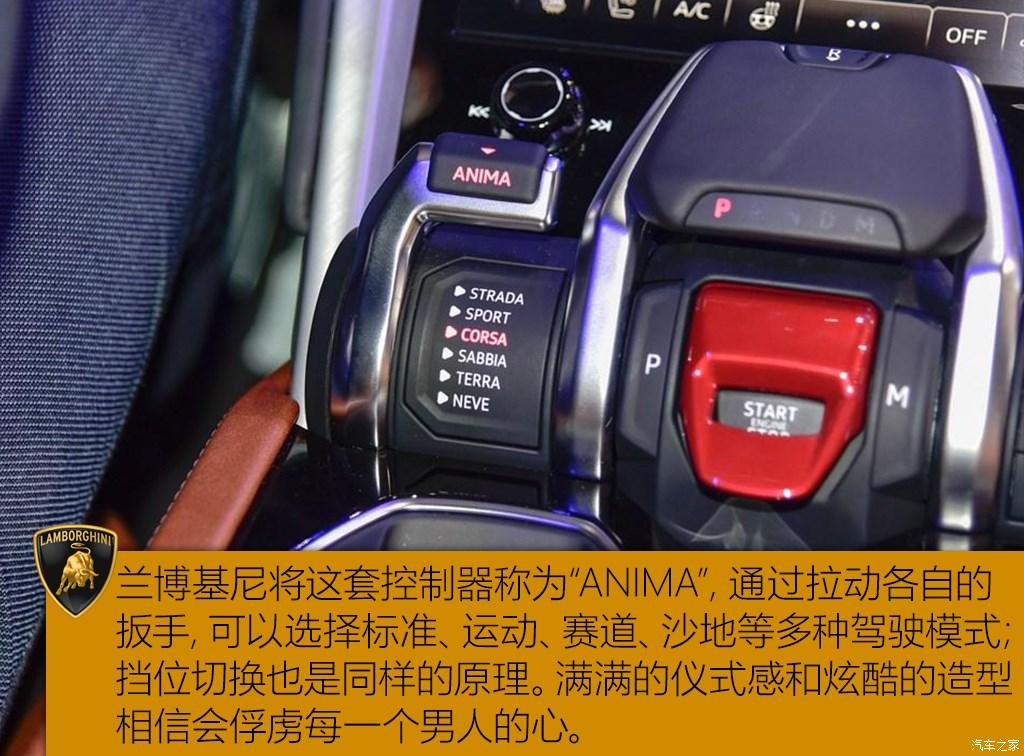 A/C
•••
OFF
ANIMA
P R N D M
STRADA
SPORT
CORSA
SABBIA
TERRA
NEVE
P
M
START
ENGINE
STOP
LAMBORGHINI
兰博基尼将这套控制器称为“ANIMA”, 通过拉动各自的
扳手, 可以选择标准、运动、赛道、沙地等多种驾驶模式;
挡位切换也是同样的原理。满满的仪式感和炫酷的造型
相信会俘虏每一个男人的心。
汽车之家